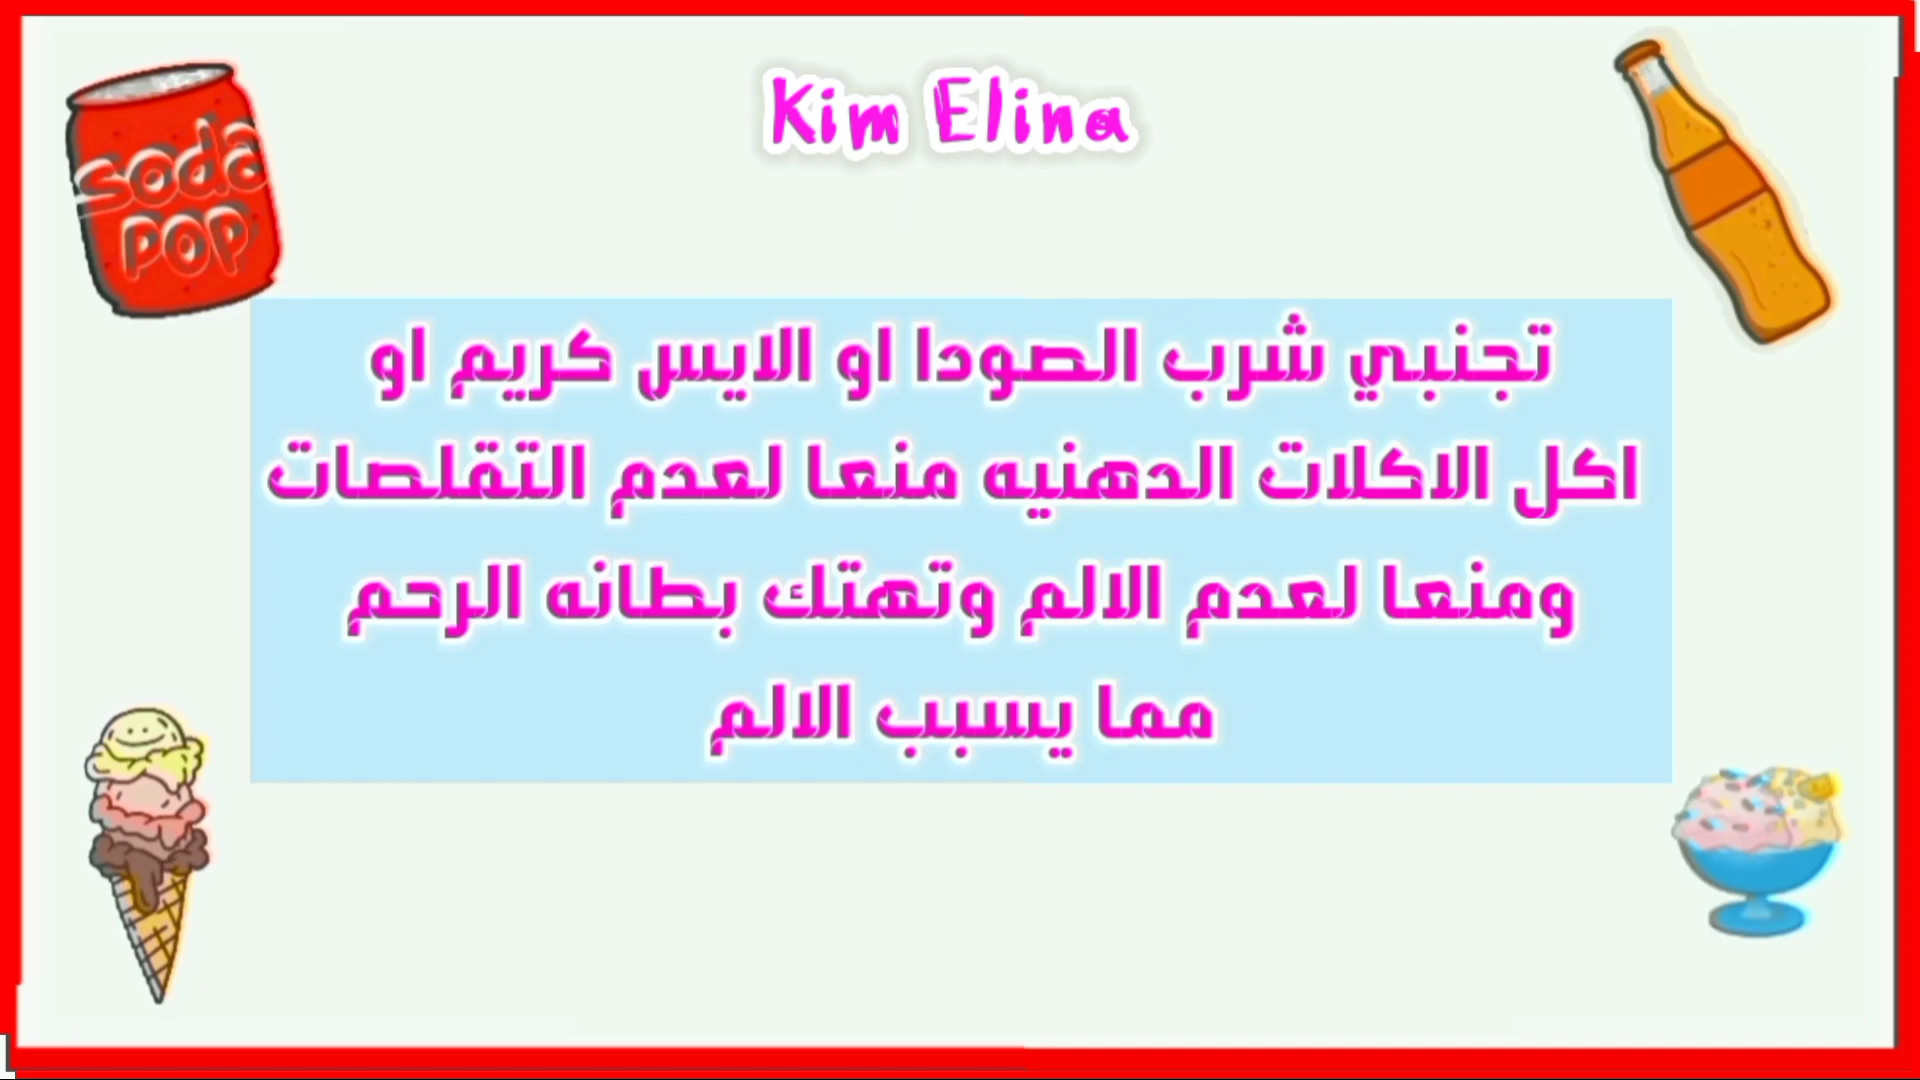 Kim Elina
soda
POP
تجنبي شرب الصودا او الايس كريم او
اكل الاكلات الدهنيه منعا لعدم التقلصات
ومنعا لعدم الالم وتهتك بطانه الرحم
مما يسبب الالم